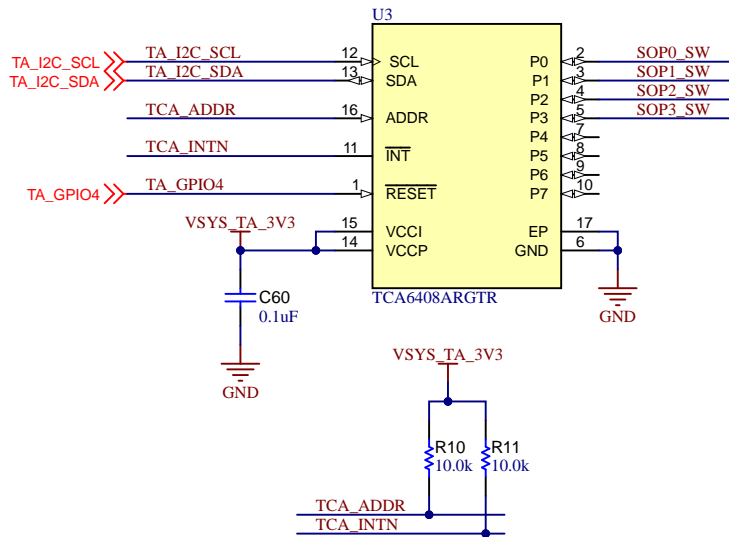 U3
TA_I2C_SCL TA_I2C_SCL 12 SCL P0 2 SOP0_SW
TA_I2C_SDA TA_I2C_SDA 13 SDA P1 3 SOP1_SW
P2 4 SOP2_SW
TCA_ADDR 16 ADDR P3 5 SOP3_SW
P4 7
TCA_INTN 11 INT P5 8
P6 9
TA_GPIO4 TA_GPIO4 1 RESET P7 10
VSYS_TA_3V3
15 VCCI EP 17
14 VCCP GND 6
C60
0.1uF
TCA6408ARGTR
GND
GND
VSYS_TA_3V3
R10 R11
10.0k 10.0k
TCA_ADDR
TCA_INTN